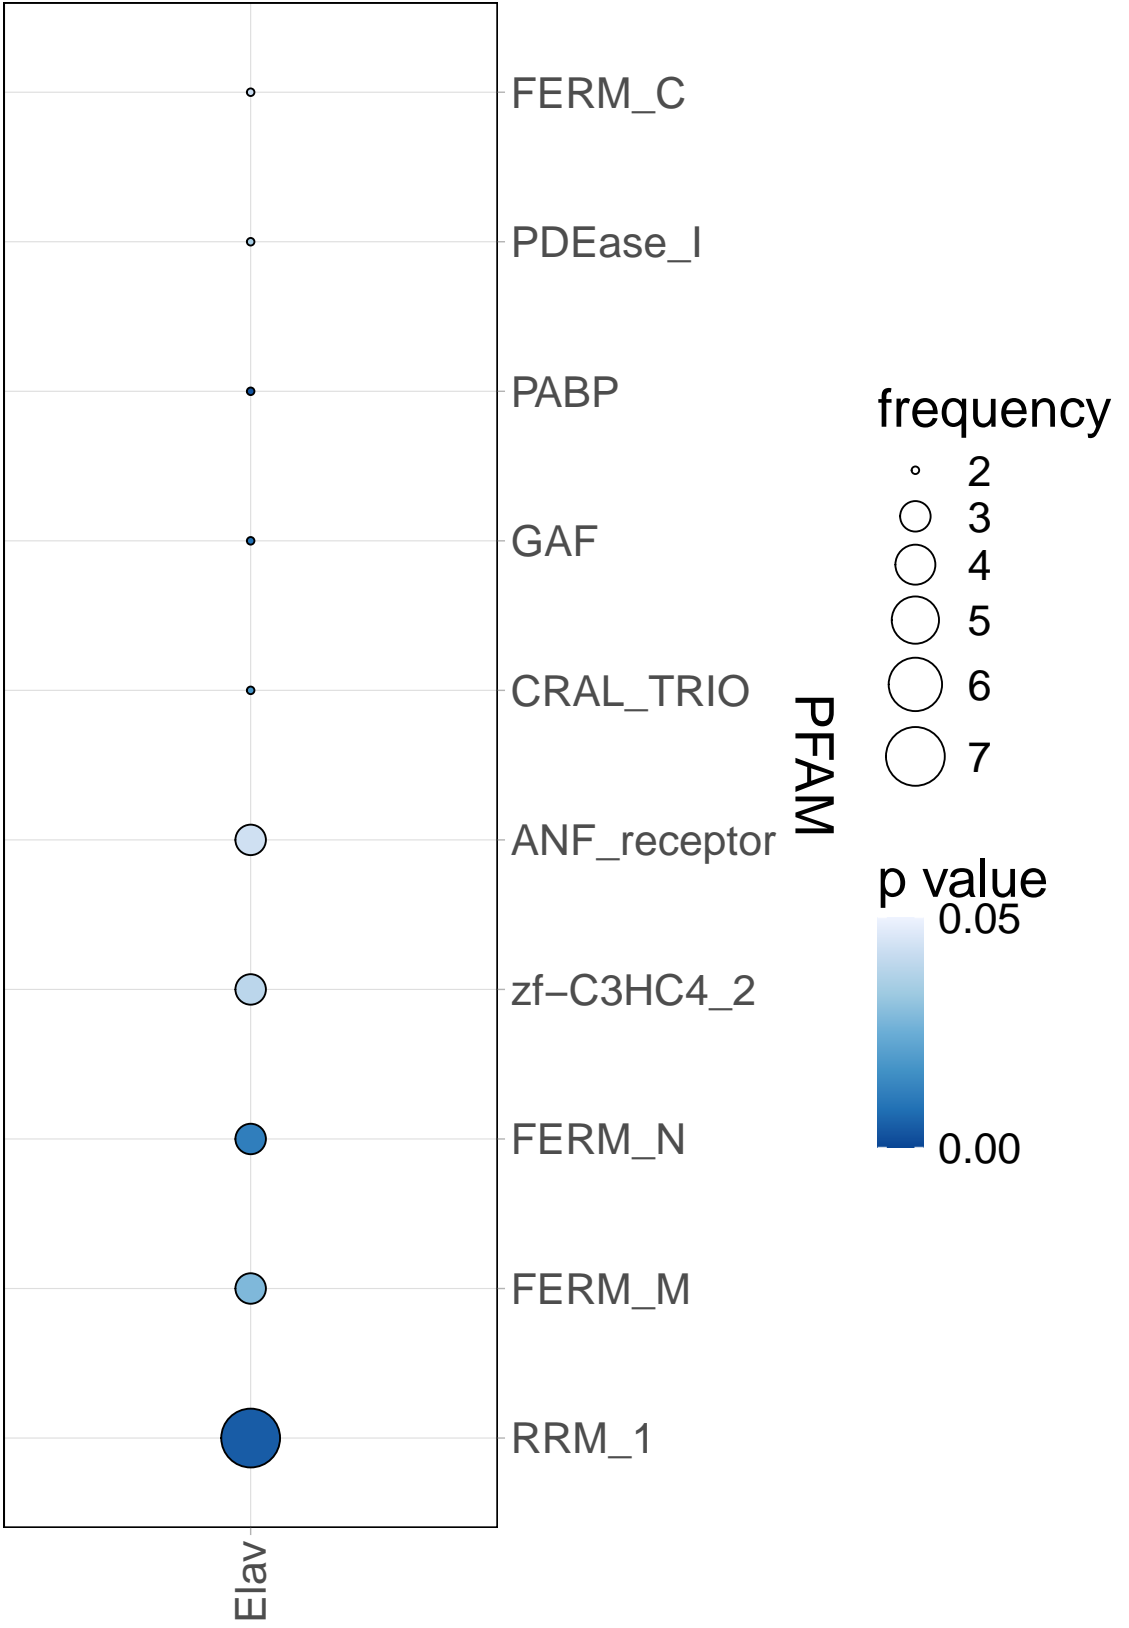 FERM_C
PDEase_I
PABP
GAF
CRAL_TRIO
ANF_receptor
zf−C3HC4_2
FERM_N
FERM_M
RRM_1
Elav
PFAM
frequency
2
3
4
5
6
7
p value
0.05
0.00